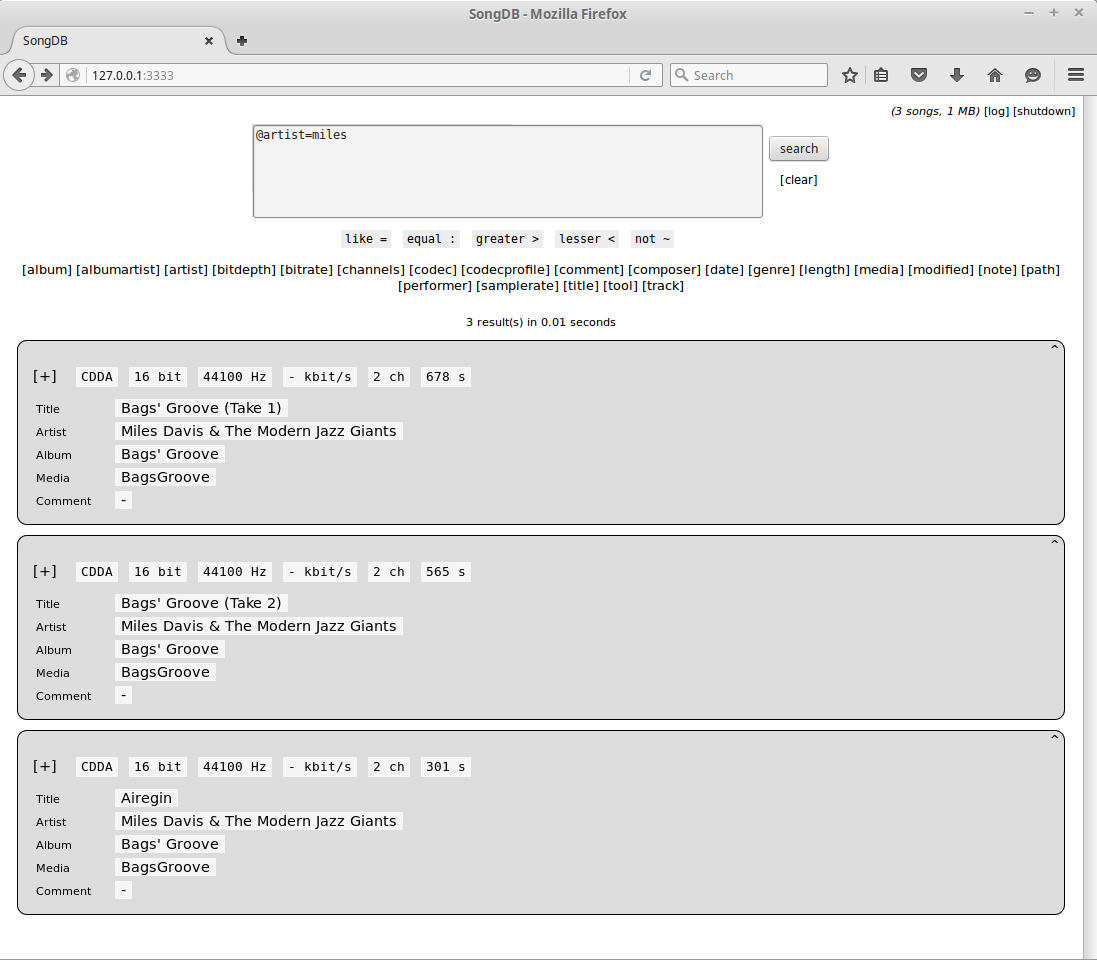 SongDB - Mozilla Firefox
SongDB
127.0.0.1:3333 Search
(3 songs, 1 MB) [log] [shutdown]
@artist=miles
search
[clear]
like = equal : greater > lesser < not ~
[album] [albumartist] [artist] [bitdepth] [bitrate] [channels] [codec] [codecprofile] [comment] [composer] [date] [genre] [length] [media] [modified] [note] [path]
[performer] [samplerate] [title] [tool] [track]
3 result(s) in 0.01 seconds
^
[+] CDDA 16 bit 44100 Hz - kbit/s 2 ch 678 s
Title Bags' Groove (Take 1)
Artist Miles Davis & The Modern Jazz Giants
Album Bags' Groove
Media BagsGroove
Comment -
^
[+] CDDA 16 bit 44100 Hz - kbit/s 2 ch 565 s
Title Bags' Groove (Take 2)
Artist Miles Davis & The Modern Jazz Giants
Album Bags' Groove
Media BagsGroove
Comment -
^
[+] CDDA 16 bit 44100 Hz - kbit/s 2 ch 301 s
Title Airegin
Artist Miles Davis & The Modern Jazz Giants
Album Bags' Groove
Media BagsGroove
Comment -